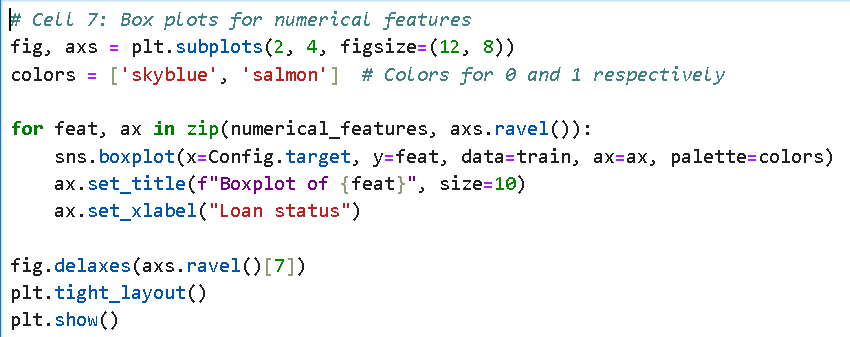 # Cell 7: Box plots for numerical features
fig, axs = plt.subplots(2, 4, figsize=(12, 8))
colors = ['skyblue', 'salmon']  # Colors for 0 and 1 respectively

for feat, ax in zip(numerical_features, axs.ravel()):
    sns.boxplot(x=Config.target, y=feat, data=train, ax=ax, palette=colors)
    ax.set_title(f"Boxplot of {feat}", size=10)
    ax.set_xlabel("Loan status")

fig.delaxes(axs.ravel()[7])
plt.tight_layout()
plt.show()